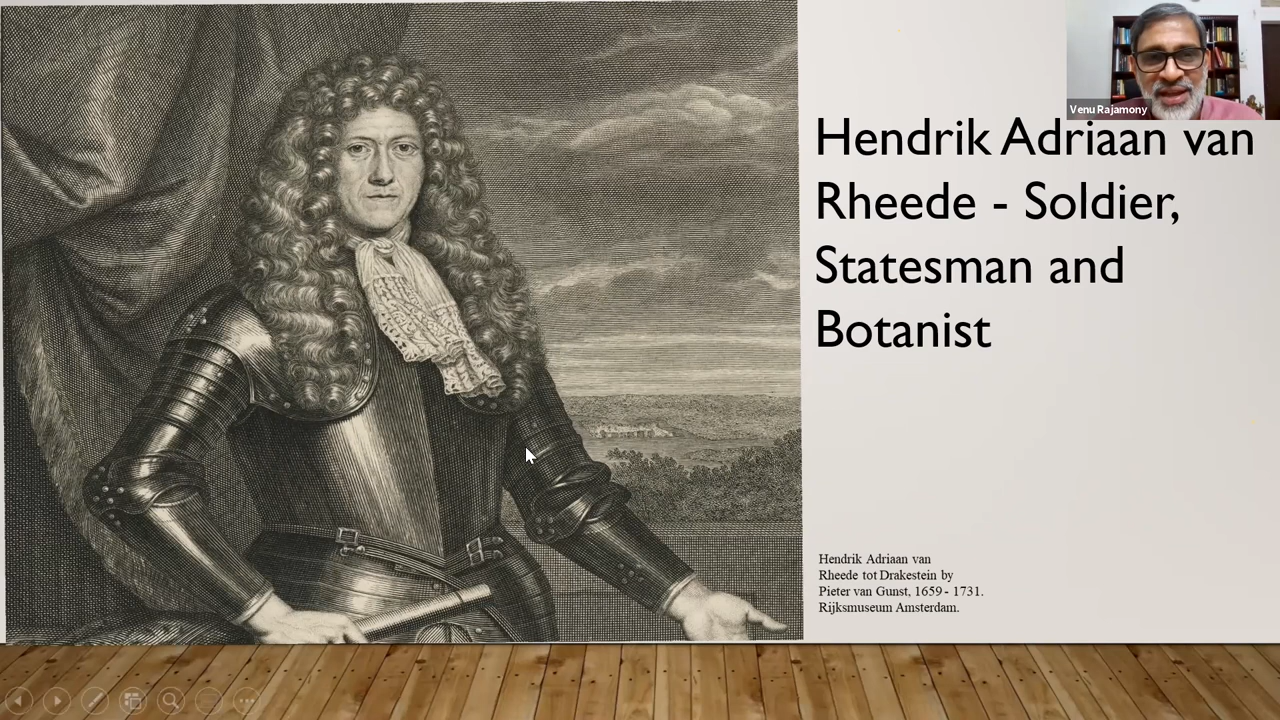 Venu Rajamony
Hendrik Adriaan van
Rheede - Soldier,
Statesman and
Botanist
Hendrik Adriaan van
Rheede tot Drakestein by
Pieter van Gunst, 1659 - 1731.
Rijksmuseum Amsterdam.